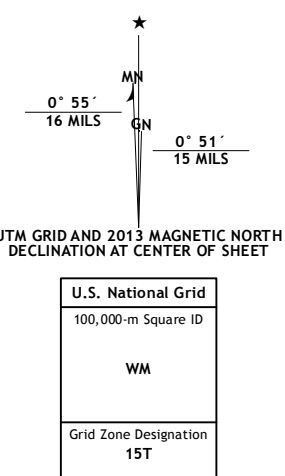 ★
MN
0° 55´
16 MILS
GN
0° 51´
15 MILS
UTM GRID AND 2013 MAGNETIC NORTH
DECLINATION AT CENTER OF SHEET
U.S. National Grid
100,000-m Square ID
WM
Grid Zone Designation
15T